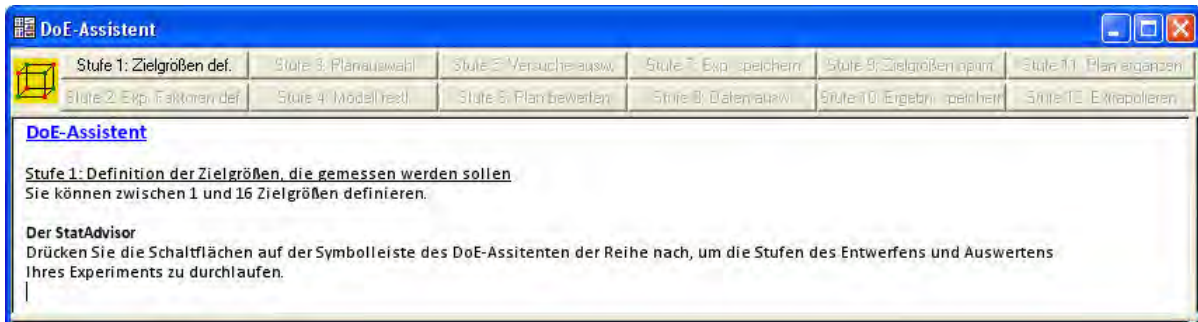 DoE-Assistent
Stufe 1: Zielgrößen def.
Stufe 3: Planauswahl
Stufe 5: Versuche ausw.
Stufe 7: Exp. speichern
Stufe 9: Zielgrößen opt.
Stufe 11: Plan ergänzen
Stufe 2: Exp. Faktoren def.
Stufe 4: Modell festl.
Stufe 6: Plan bewerten
Stufe 8: Daten ausw.
Stufe 10: Ergebn. speichern
Stufe 12: Extrapolieren
DoE-Assistent
Stufe 1: Definition der Zielgrößen, die gemessen werden sollen
Sie können zwischen 1 und 16 Zielgrößen definieren.
Der StatAdvisor
Drücken Sie die Schaltflächen auf der Symbolleiste des DoE-Assitenten der Reihe nach, um die Stufen des Entwerfens und Auswertens
Ihres Experiments zu durchlaufen.